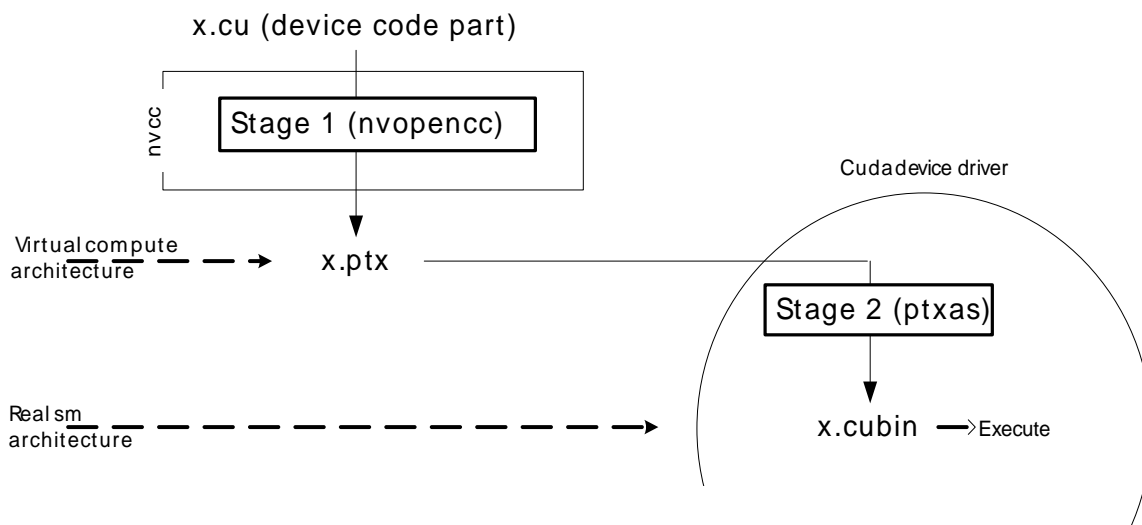 x.cu (device code part)
nvcc
Stage 1 (nvopencc)
Cuda device driver
Virtual compute
architecture
x.ptx
Stage 2 (ptxas)
Real sm
architecture
x.cubin
Execute